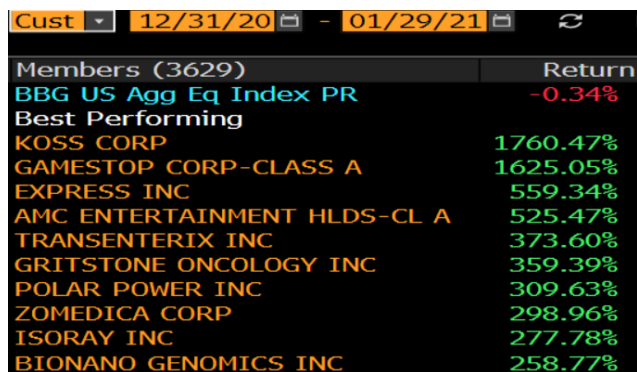 Cust 12/31/20 - 01/29/21
Members (3629) Return
BBG US Agg Eq Index PR -0.34%
Best Performing
KOSS CORP 1760.47%
GAMESTOP CORP-CLASS A 1625.05%
EXPRESS INC 559.34%
AMC ENTERTAINMENT HLDS-CL A 525.47%
TRANSENTERIX INC 373.60%
GRITSTONE ONCOLOGY INC 359.39%
POLAR POWER INC 309.63%
ZOMEDICA CORP 298.96%
ISORAY INC 277.78%
BIONANO GENOMICS INC 258.77%